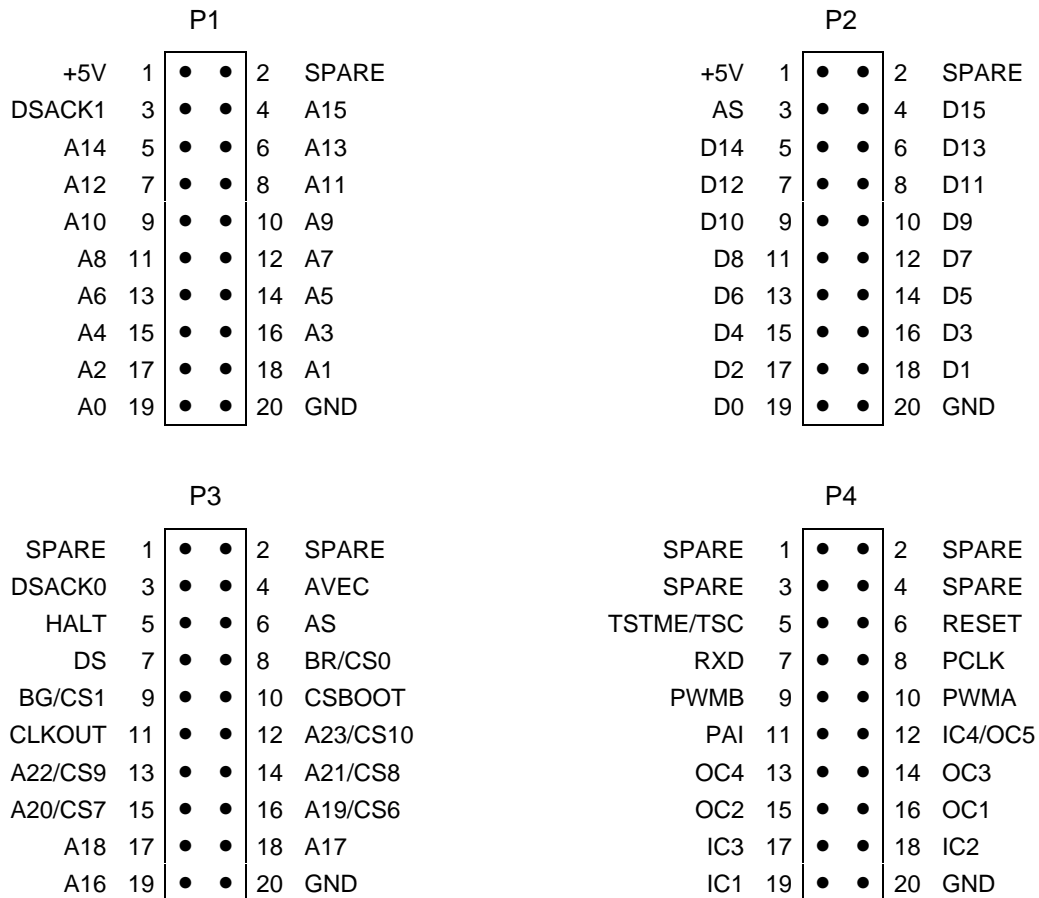 P1 P2
+5V 1 2 SPARE +5V 1 2 SPARE
DSACK1 3 4 A15 AS 3 4 D15
A14 5 6 A13 D14 5 6 D13
A12 7 8 A11 D12 7 8 D11
A10 9 10 A9 D10 9 10 D9
A8 11 12 A7 D8 11 12 D7
A6 13 14 A5 D6 13 14 D5
A4 15 16 A3 D4 15 16 D3
A2 17 18 A1 D2 17 18 D1
A0 19 20 GND D0 19 20 GND
P3 P4
SPARE 1 2 SPARE SPARE 1 2 SPARE
DSACK0 3 4 AVEC SPARE 3 4 SPARE
HALT 5 6 AS TSTME/TSC 5 6 RESET
DS 7 8 BR/CS0 RXD 7 8 PCLK
BG/CS1 9 10 CSBOOT PWMB 9 10 PWMA
CLKOUT 11 12 A23/CS10 PAI 11 12 IC4/OC5
A22/CS9 13 14 A21/CS8 OC4 13 14 OC3
A20/CS7 15 16 A19/CS6 OC2 15 16 OC1
A18 17 18 A17 IC3 17 18 IC2
A16 19 20 GND IC1 19 20 GND